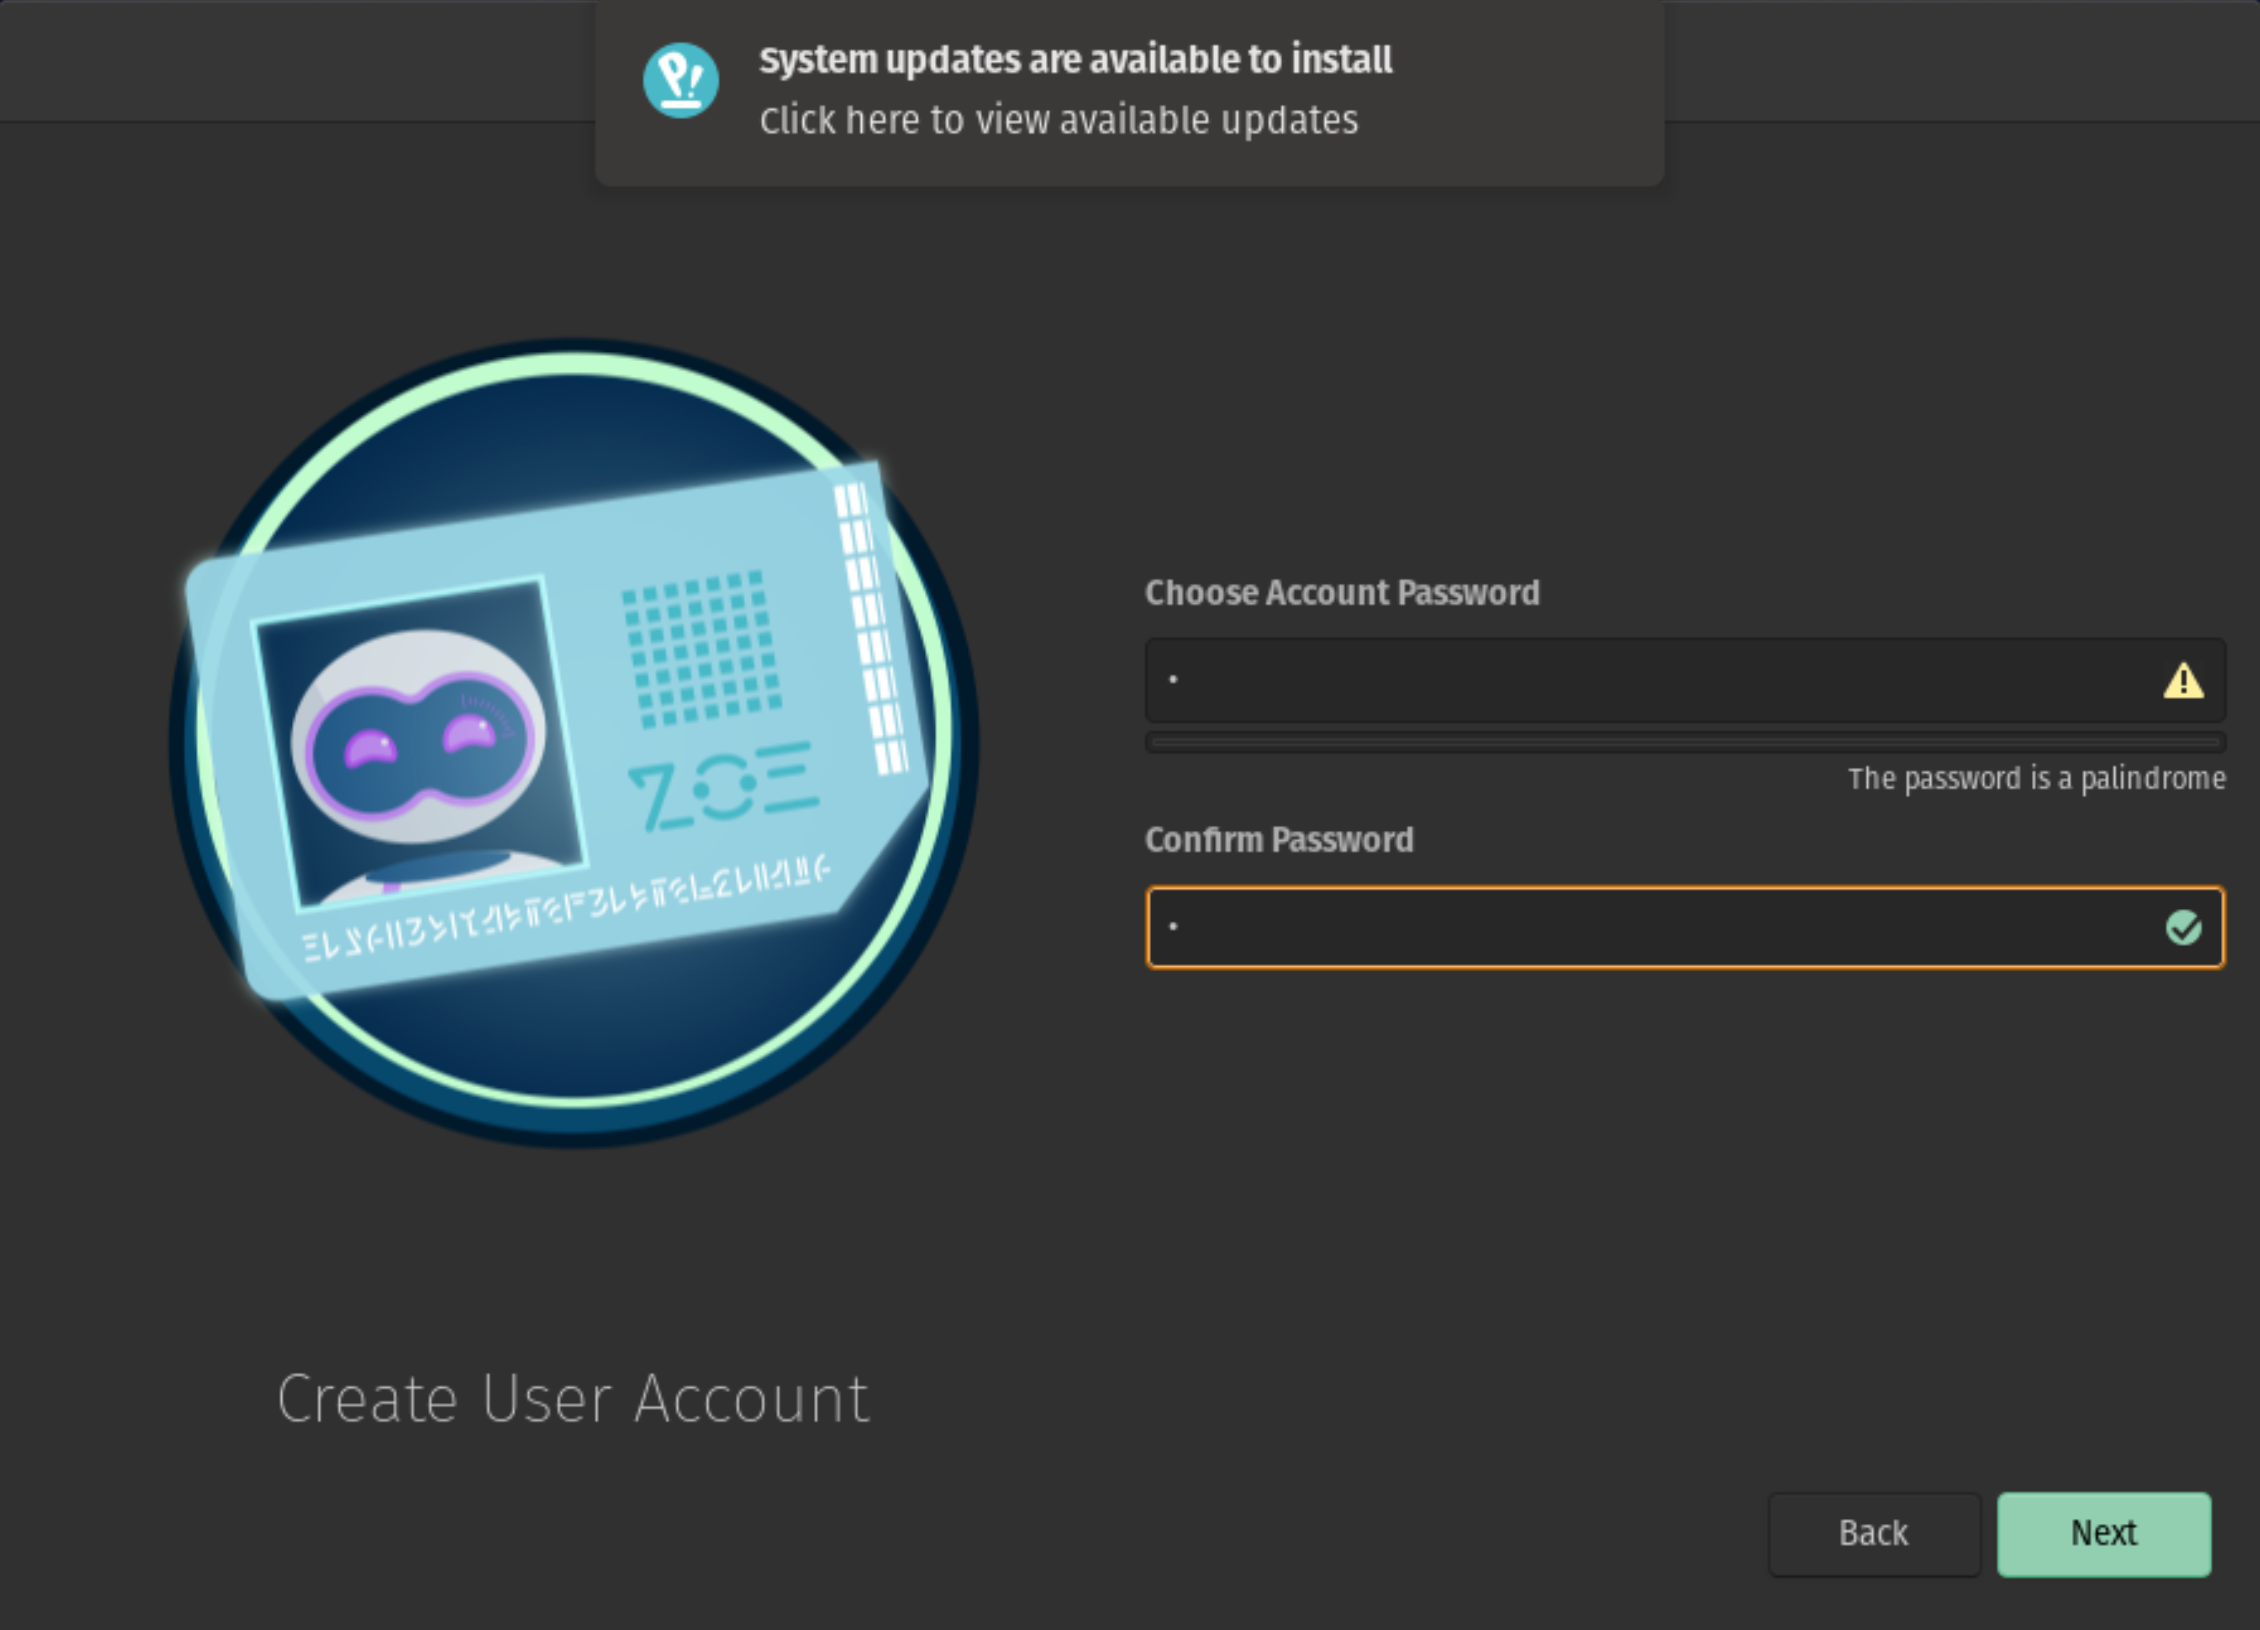 System updates are available to install
Click here to view available updates
ZOE
Choose Account Password
The password is a palindrome
Confirm Password
Create User Account
Back
Next